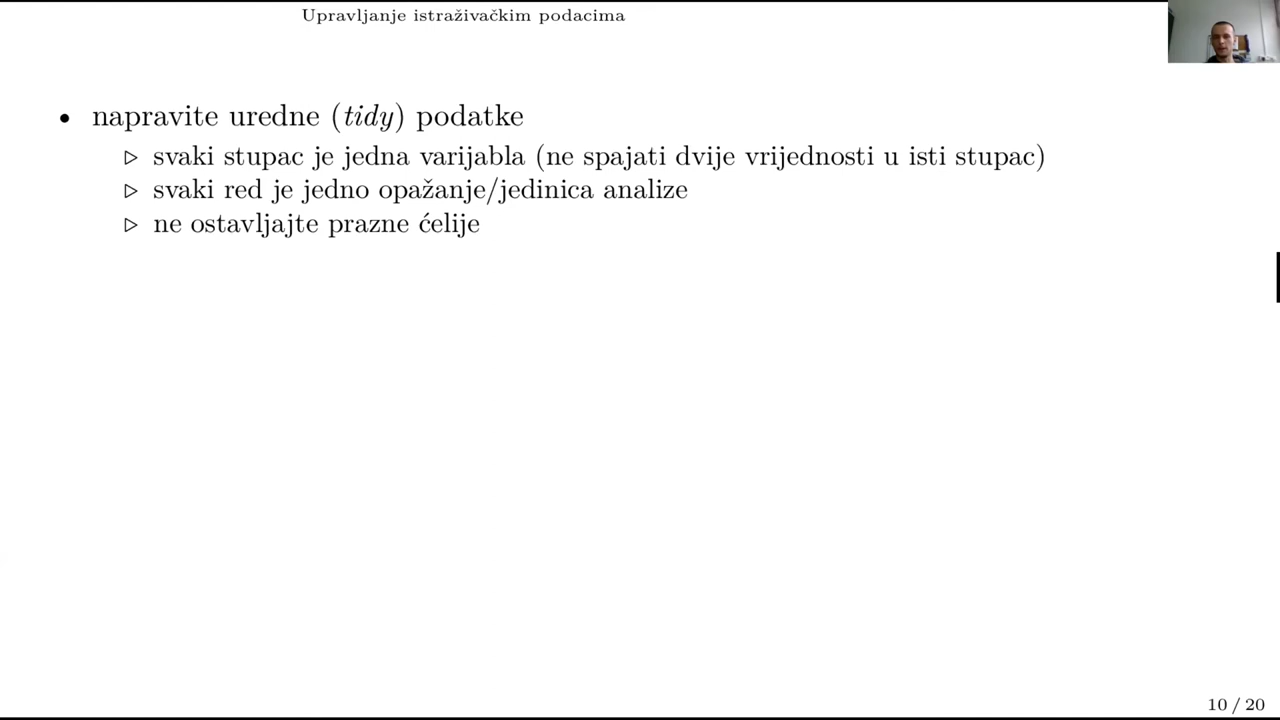 Upravljanje istraživačkim podacima
• napravite uredne (tidy) podatke
▷ svaki stupac je jedna varijabla (ne spajati dvije vrijednosti u isti stupac)
▷ svaki red je jedno opažanje/jedinica analize
▷ ne ostavljajte prazne ćelije
10 / 20